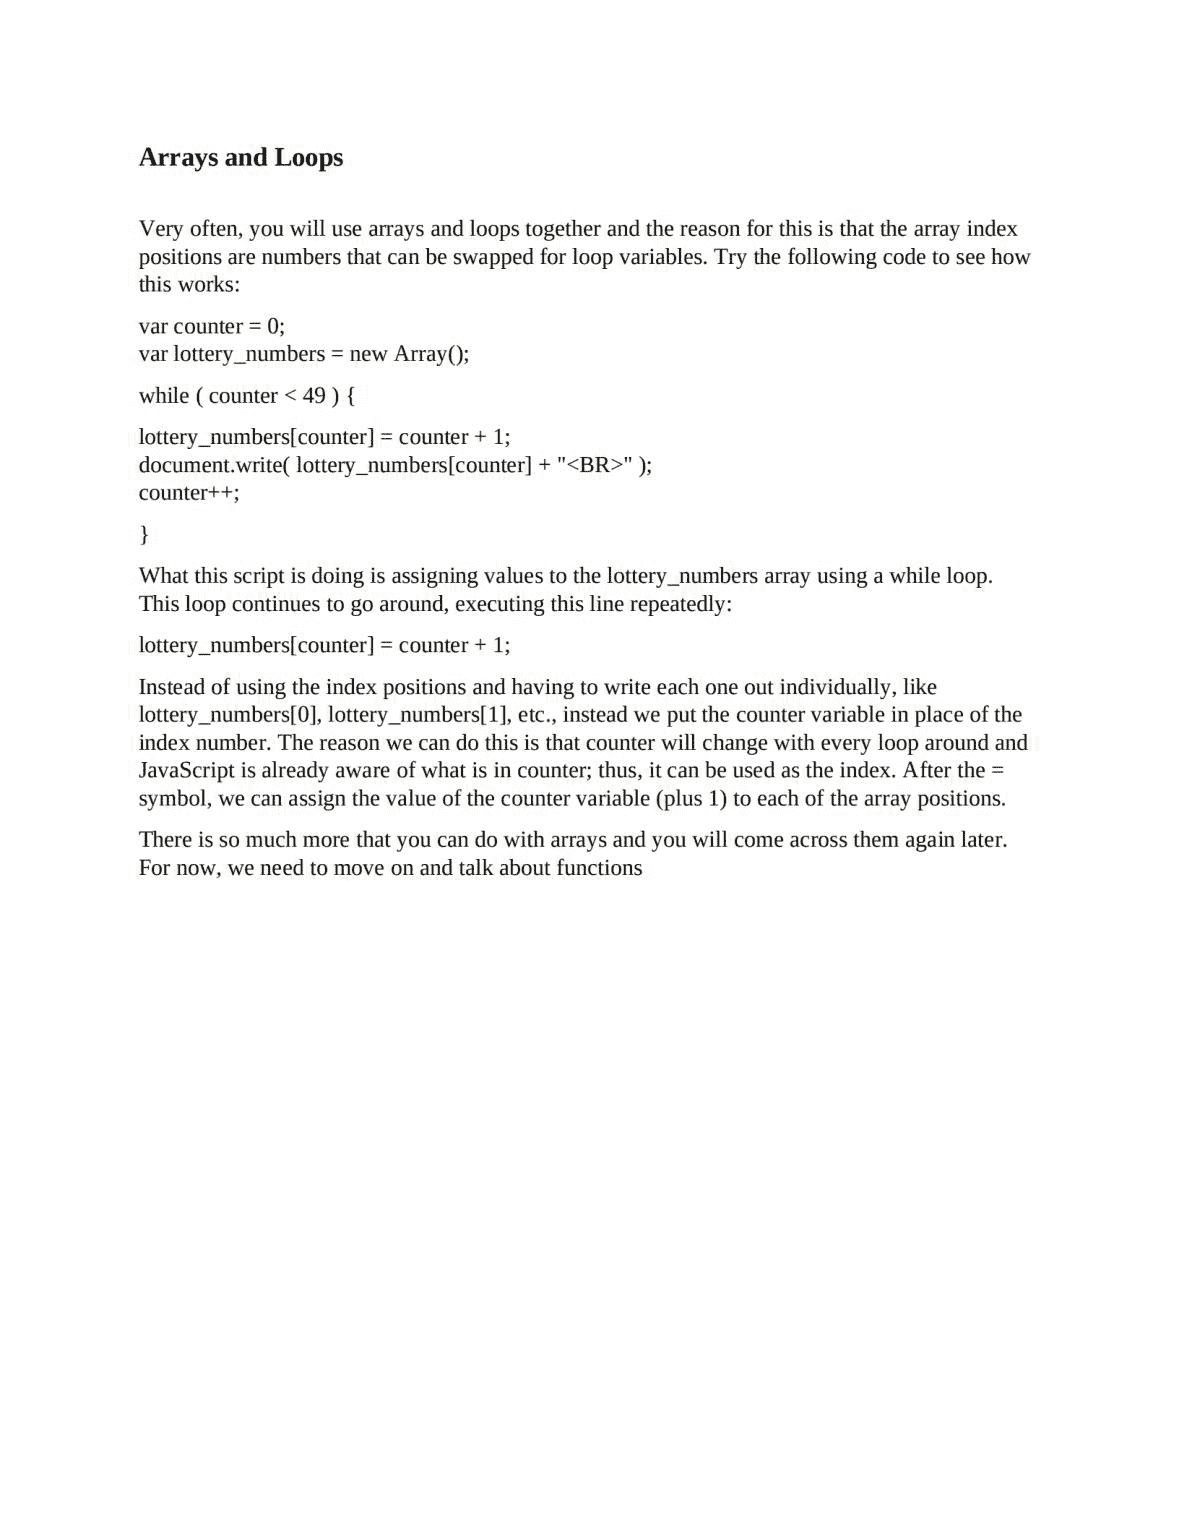 Arrays and Loops
Very often, you will use arrays and loops together and the reason for this is that the array index
positions are numbers that can be swapped for loop variables. Try the following code to see how
this works:
var counter = 0;
var lottery_numbers = new Array();
while ( counter < 49 ) {
lottery_numbers[counter] = counter + 1;
document.write( lottery_numbers[counter] + "<BR>" );
counter++;
}
What this script is doing is assigning values to the lottery_numbers array using a while loop.
This loop continues to go around, executing this line repeatedly:
lottery_numbers[counter] = counter + 1;
Instead of using the index positions and having to write each one out individually, like
lottery_numbers[0], lottery_numbers[1], etc., instead we put the counter variable in place of the
index number. The reason we can do this is that counter will change with every loop around and
JavaScript is already aware of what is in counter; thus, it can be used as the index. After the =
symbol, we can assign the value of the counter variable (plus 1) to each of the array positions.
There is so much more that you can do with arrays and you will come across them again later.
For now, we need to move on and talk about functions